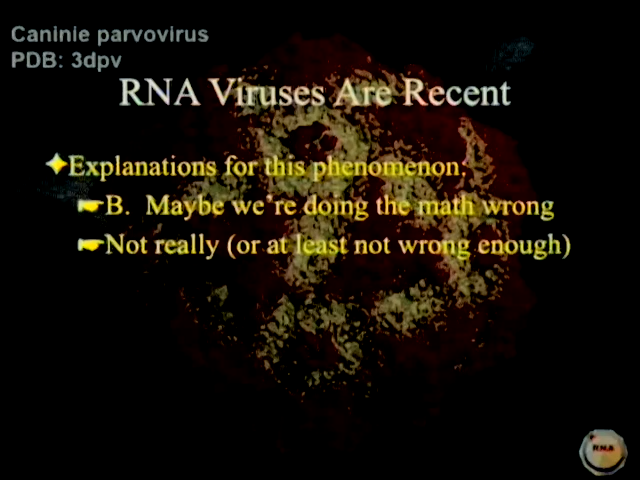 Caninie parvovirus
PDB: 3dpv
RNA Viruses Are Recent
Explanations for this phenomenon:
B. Maybe we're doing the math wrong
Not really (or at least not wrong enough)
RNA